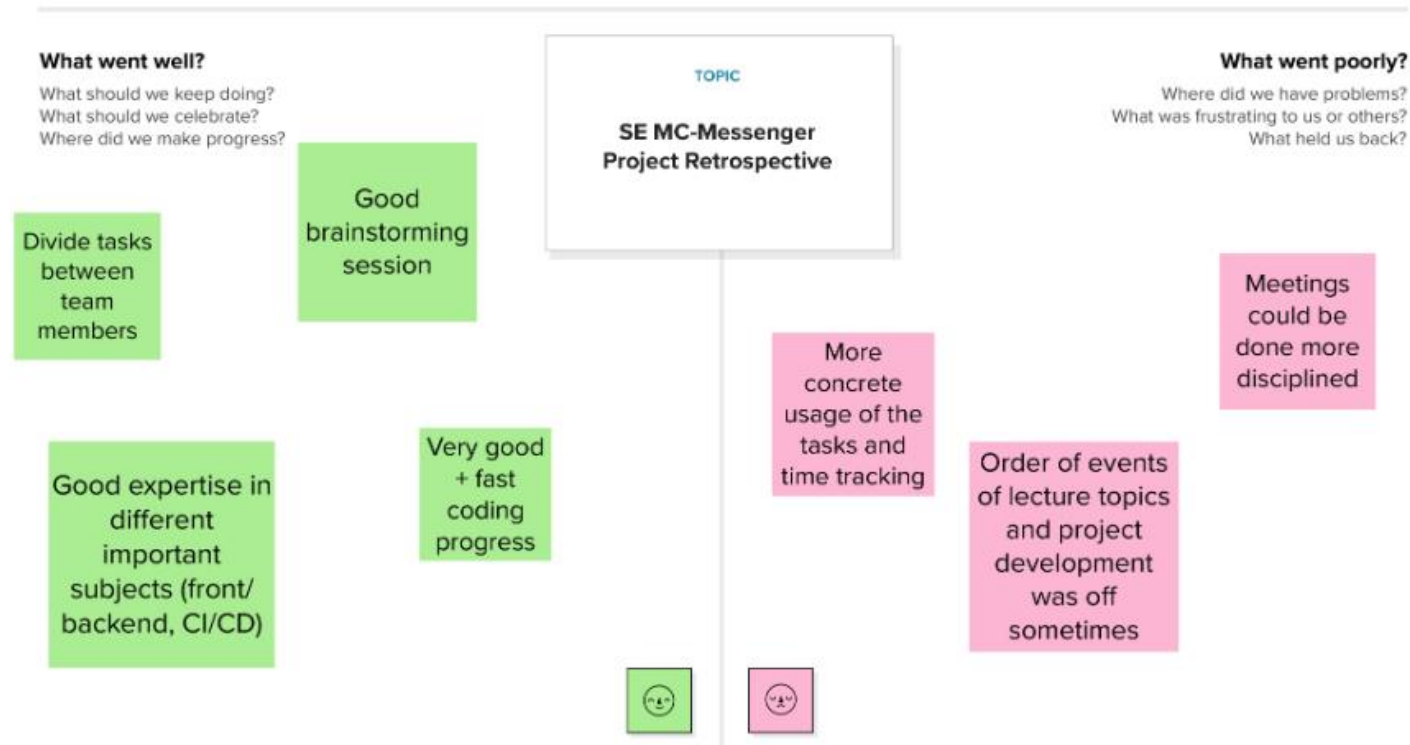 What went well?
What should we keep doing?
What should we celebrate?
Where did we make progress?
TOPIC
SE MC-Messenger
Project Retrospective
What went poorly?
Where did we have problems?
What was frustrating to us or others?
What held us back?
Good
brainstorming
session
Divide tasks
between
team
members
Good expertise in
different
important
subjects (front/
backend, CI/CD)
Very good
+ fast
coding
progress
More
concrete
usage of the
tasks and
time tracking
Order of events
of lecture topics
and project
development
was off
sometimes
Meetings
could be
done more
disciplined